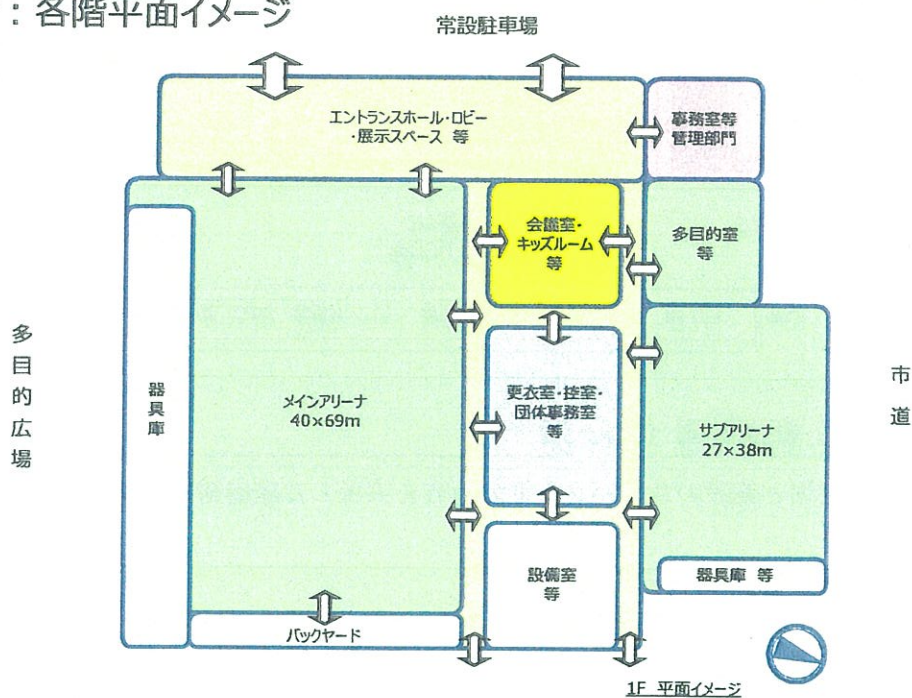 ：各階平面イメージ
常設駐車場
エントランスホール・ロビー
・展示スペース 等
事務室等
管理部門
会議室・
キッズルーム
等
多目的室
等
多目的広場
器具庫
メインアリーナ
40×69m
更衣室・控室・
団体事務室
等
サブアリーナ
27×38m
市道
設備室
等
器具庫 等
バックヤード
1F 平面イメージ